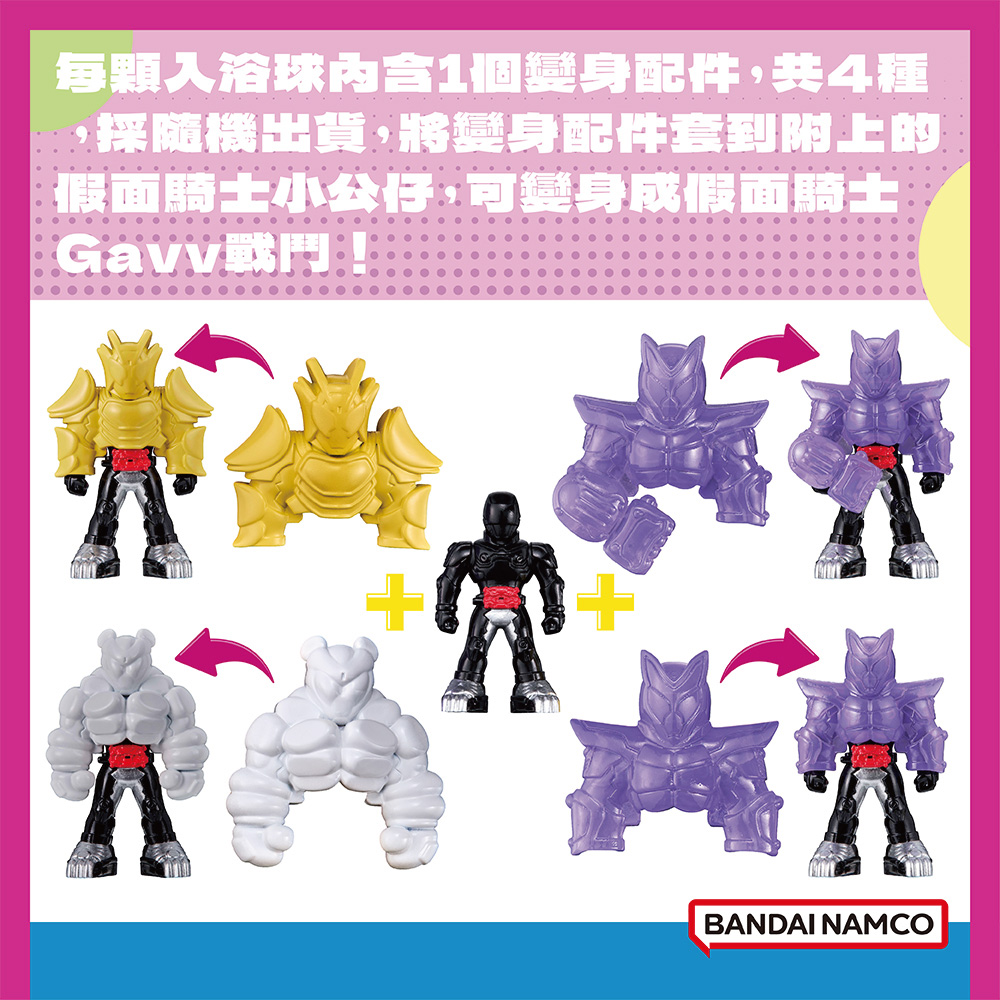 每顆入浴球內含1個變身配件，共4種
，採隨機出貨，將變身配件套到附上的
假面騎士小公仔，可變身成假面騎士
Gavv戰鬥！
BANDAI NAMCO